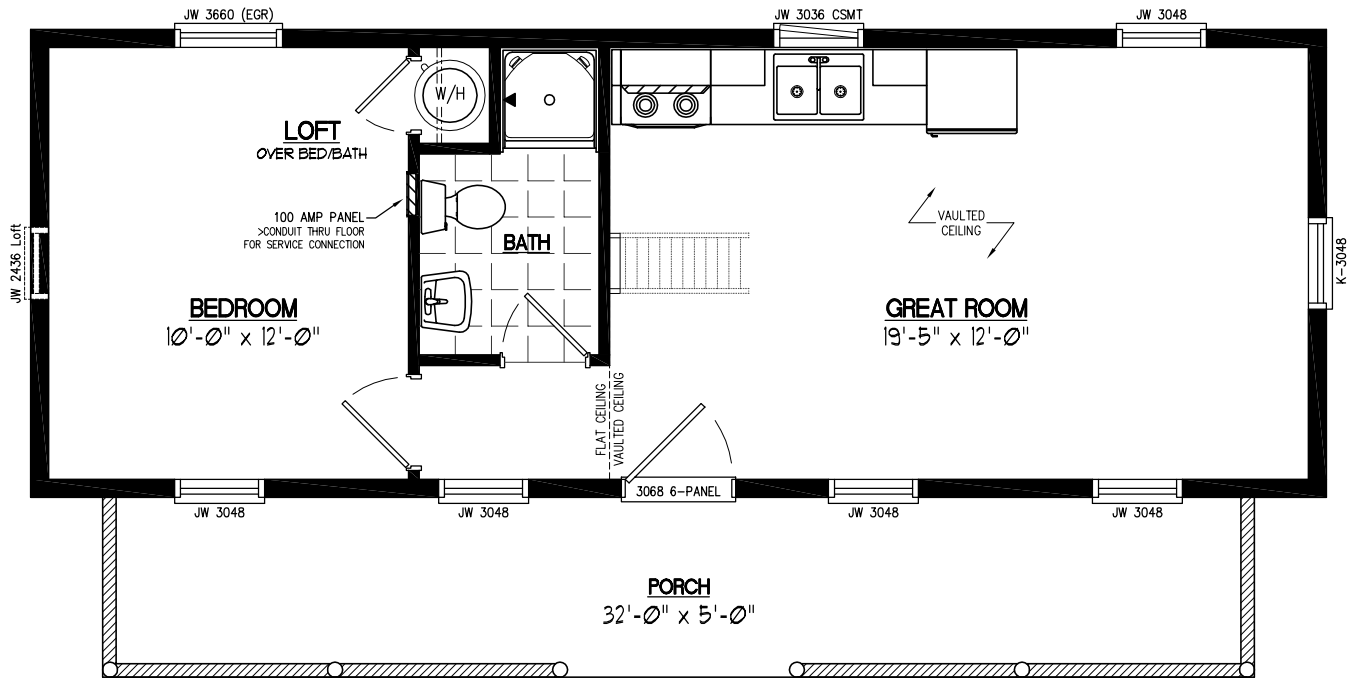 JW 3660 (EGR)
JW 3036 CSMT
JW 3048
W/H
LOFT
OVER BED/BATH
100 AMP PANEL
>CONDUIT THRU FLOOR
FOR SERVICE CONNECTION
VAULTED
CEILING
BATH
JW 2436 Loft
K-3048
BEDROOM
10'-0" x 12'-0"
GREAT ROOM
19'-5" x 12'-0"
FLAT CEILING
VAULTED CEILING
3068 6-PANEL
JW 3048
JW 3048
JW 3048
JW 3048
PORCH
32'-0" x 5'-0"